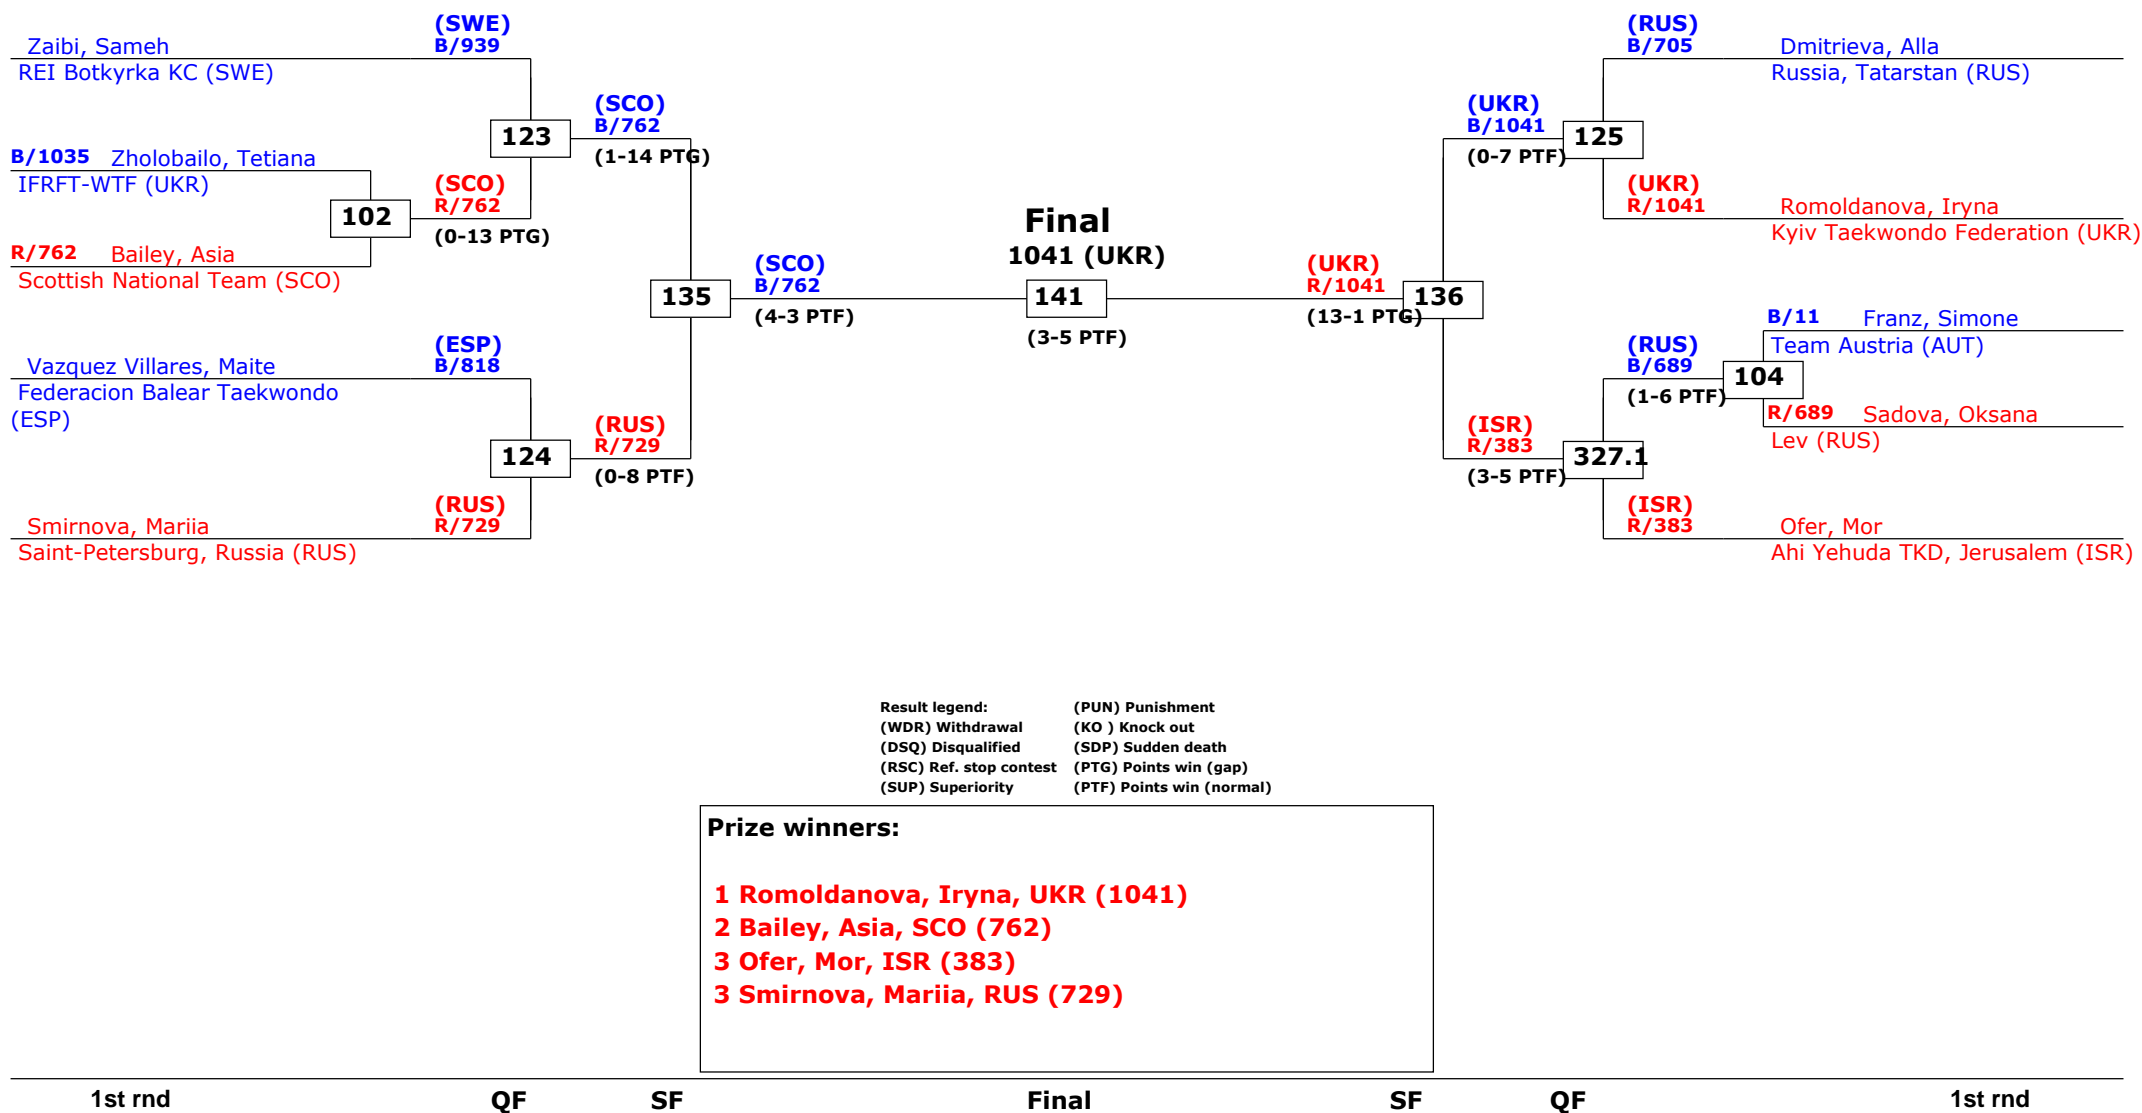 (SWE)
B/939
Zaibi, Sameh
REI Botkyrka KC (SWE)
123
(SCO)
B/762
(1-14 PTG)
B/1035 Zholobailo, Tetiana
IFRFT-WTF (UKR)
102
(SCO)
R/762
(0-13 PTG)
R/762 Bailey, Asia
Scottish National Team (SCO)
135
(SCO)
B/762
(4-3 PTF)
(ESP)
B/818
Vazquez Villares, Maite
Federacion Balear Taekwondo
(ESP)
124
(RUS)
R/729
(0-8 PTF)
(RUS)
R/729
Smirnova, Mariia
Saint-Petersburg, Russia (RUS)
Final
1041 (UKR)
141
(3-5 PTF)
(RUS)
B/705
Dmitrieva, Alla
Russia, Tatarstan (RUS)
(UKR)
B/1041
(0-7 PTF)
125
(UKR)
R/1041
Romoldanova, Iryna
Kyiv Taekwondo Federation (UKR)
(UKR)
R/1041
(13-1 PTG)
136
B/11 Franz, Simone
Team Austria (AUT)
(RUS)
B/689
(1-6 PTF)
104
R/689 Sadova, Oksana
Lev (RUS)
(ISR)
R/383
(3-5 PTF)
327.1
(ISR)
R/383
Ofer, Mor
Ahi Yehuda TKD, Jerusalem (ISR)
Result legend: (PUN) Punishment
(WDR) Withdrawal (KO ) Knock out
(DSQ) Disqualified (SDP) Sudden death
(RSC) Ref. stop contest (PTG) Points win (gap)
(SUP) Superiority (PTF) Points win (normal)
Prize winners:
1 Romoldanova, Iryna, UKR (1041)
2 Bailey, Asia, SCO (762)
3 Ofer, Mor, ISR (383)
3 Smirnova, Mariia, RUS (729)
1st rnd QF SF Final SF QF 1st rnd